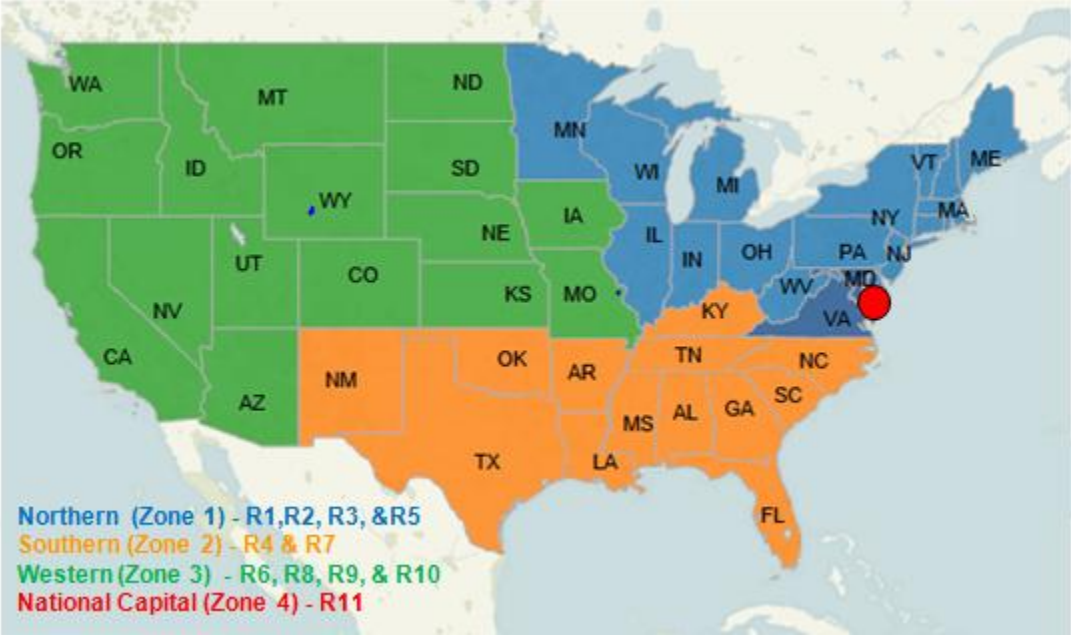 WA
MT
ND
MN
OR
ID
SD
WI
MI
VT
ME
WY
IA
NE
NY
MA
IL
IN
OH
PA
NJ
UT
CO
KS
MO
WV
MD
NV
KY
VA
CA
AZ
NM
OK
AR
TN
NC
SC
MS
AL
GA
TX
LA
FL
Northern (Zone 1) - R1,R2, R3, &R5
Southern (Zone 2) - R4 & R7
Western (Zone 3) - R6, R8, R9, & R10
National Capital (Zone 4) - R11